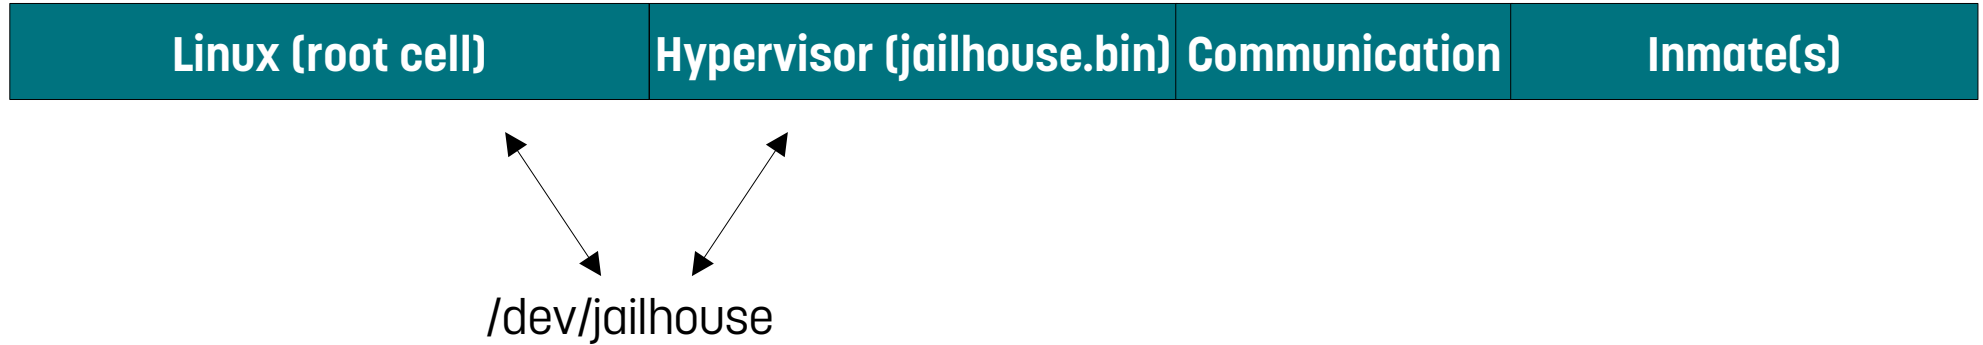 Linux (root cell) Hypervisor (jailhouse.bin) Communication Inmate(s)
/dev/jailhouse